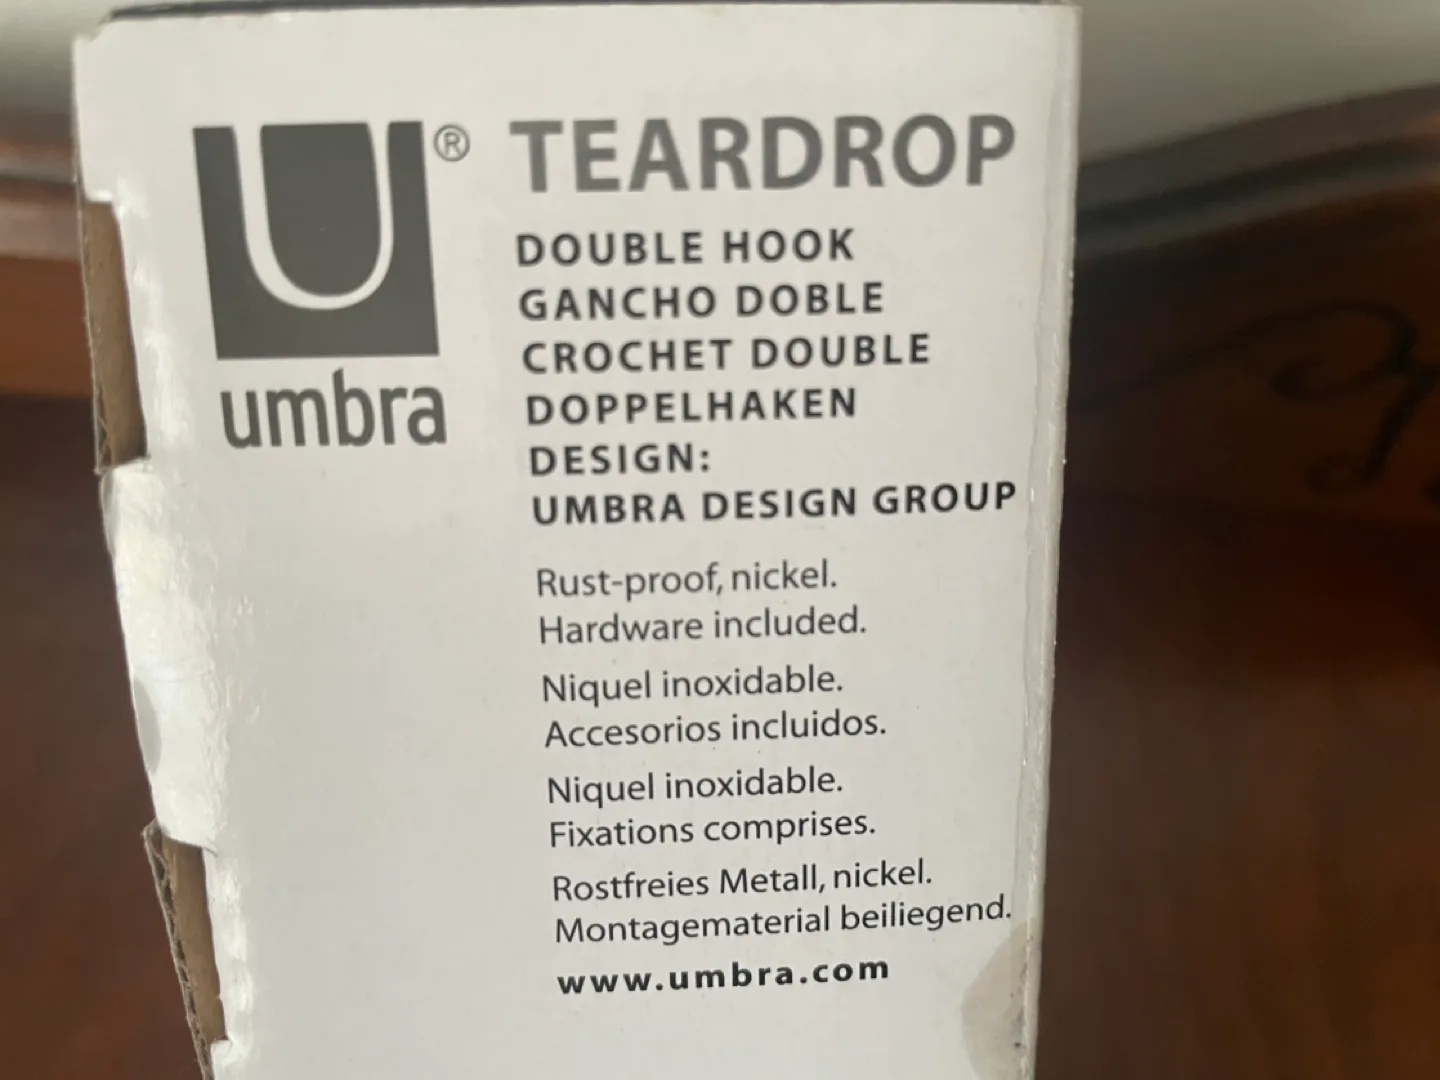 U® TEARDROP
umbra
DOUBLE HOOK
GANCHO DOBLE
CROCHET DOUBLE
DOPPELHAKEN
DESIGN:
UMBRA DESIGN GROUP
Rust-proof, nickel.
Hardware included.
Niquel inoxidable.
Accesorios incluidos.
Niquel inoxidable.
Fixations comprises.
Rostfreies Metall, nickel.
Montagematerial beiliegend.
www.umbra.com